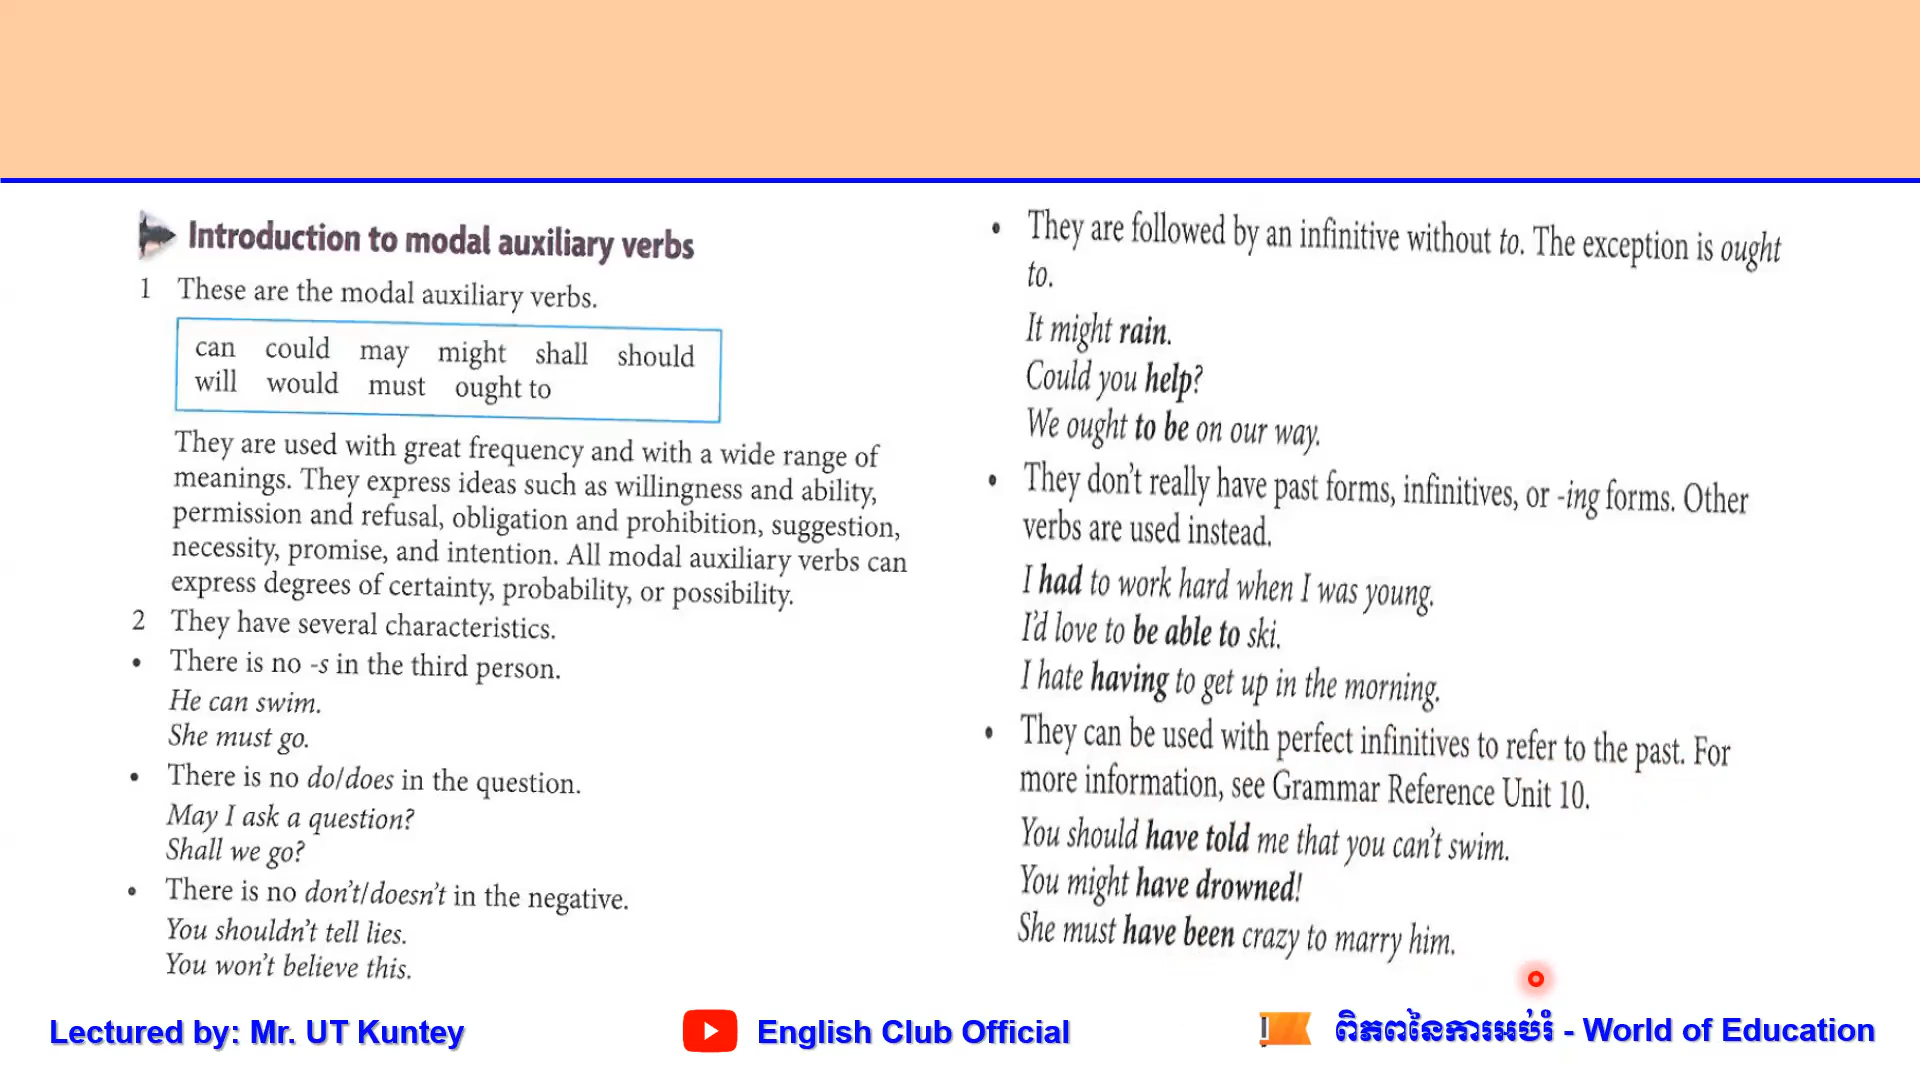 Introduction to modal auxiliary verbs
1 These are the modal auxiliary verbs.
can could may might shall should
will would must ought to
They are used with great frequency and with a wide range of
meanings. They express ideas such as willingness and ability,
permission and refusal, obligation and prohibition, suggestion,
necessity, promise, and intention. All modal auxiliary verbs can
express degrees of certainty, probability, or possibility.
2 They have several characteristics.
• There is no -s in the third person.
He can swim.
She must go.
• There is no do/does in the question.
May I ask a question?
Shall we go?
• There is no don't/doesn't in the negative.
You shouldn't tell lies.
You won't believe this.
• They are followed by an infinitive without to. The exception is ought
to.
It might rain.
Could you help?
We ought to be on our way.
• They don't really have past forms, infinitives, or -ing forms. Other
verbs are used instead.
I had to work hard when I was young.
I'd love to be able to ski.
I hate having to get up in the morning.
• They can be used with perfect infinitives to refer to the past. For
more information, see Grammar Reference Unit 10.
You should have told me that you can't swim.
You might have drowned!
She must have been crazy to marry him.
Lectured by: Mr. UT Kuntey
English Club Official
ពិភពនៃការអប់រំ - World of Education